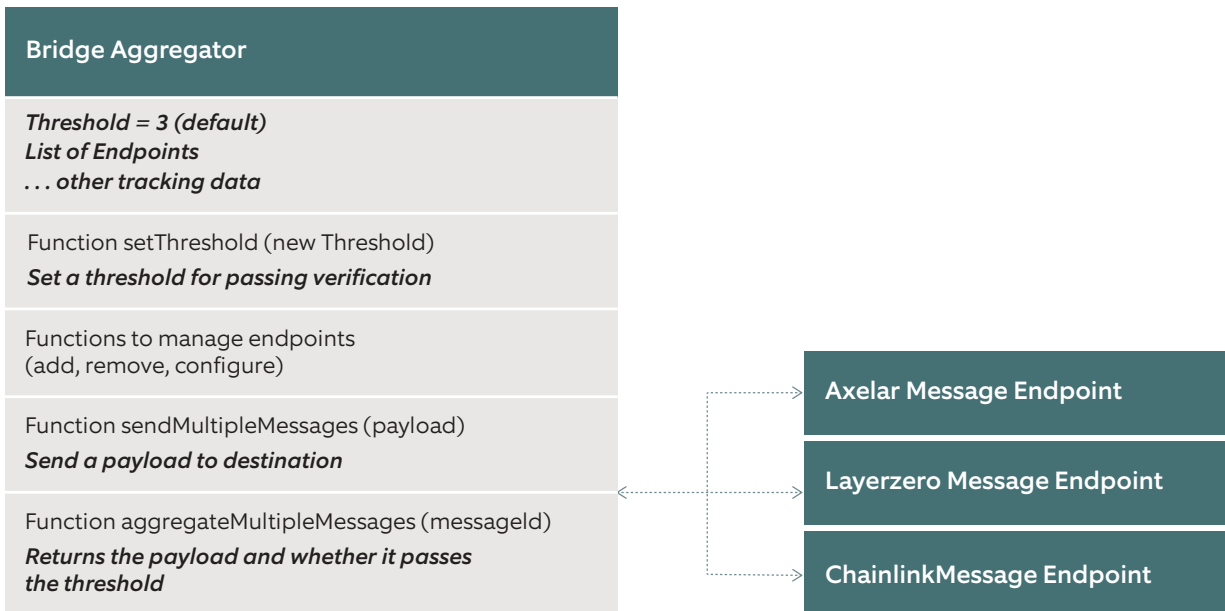 Bridge Aggregator
Threshold = 3 (default)
List of Endpoints
. . . other tracking data
Function setThreshold (new Threshold)
Set a threshold for passing verification
Functions to manage endpoints
(add, remove, configure)
Function sendMultipleMessages (payload)
Send a payload to destination
Function aggregateMultipleMessages (messageId)
Returns the payload and whether it passes
the threshold
Axelar Message Endpoint
Layerzero Message Endpoint
ChainlinkMessage Endpoint